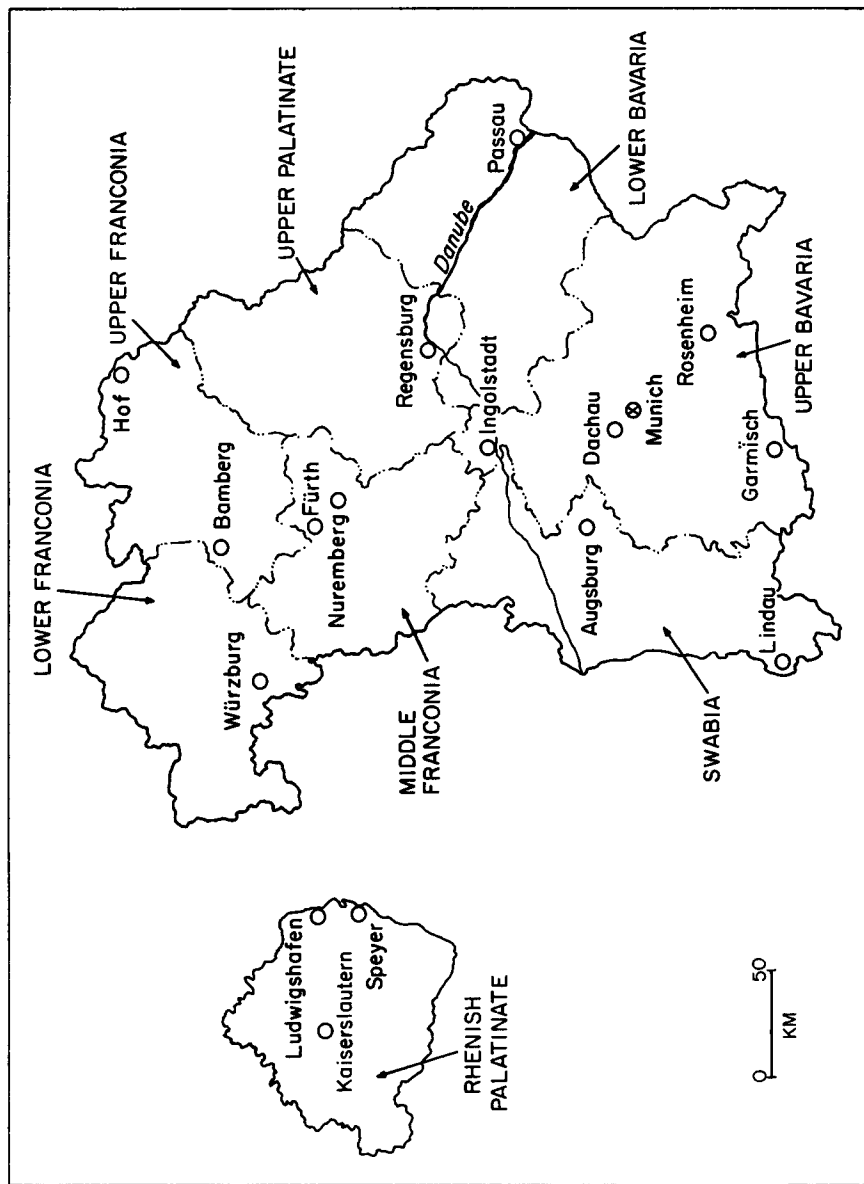 LOWER FRANCONIA
UPPER FRANCONIA
UPPER PALATINATE
Hof
Bamberg
Würzburg
Fürth
Nuremberg
MIDDLE
FRANCONIA
Regensburg
Danube
Passau
LOWER BAVARIA
Ingolstadt
Augsburg
Dachau
Munich
Rosenheim
UPPER BAVARIA
Garmisch
Lindau
SWABIA
Ludwigshafen
Kaiserslautern
Speyer
RHENISH
PALATINATE
0 50
KM